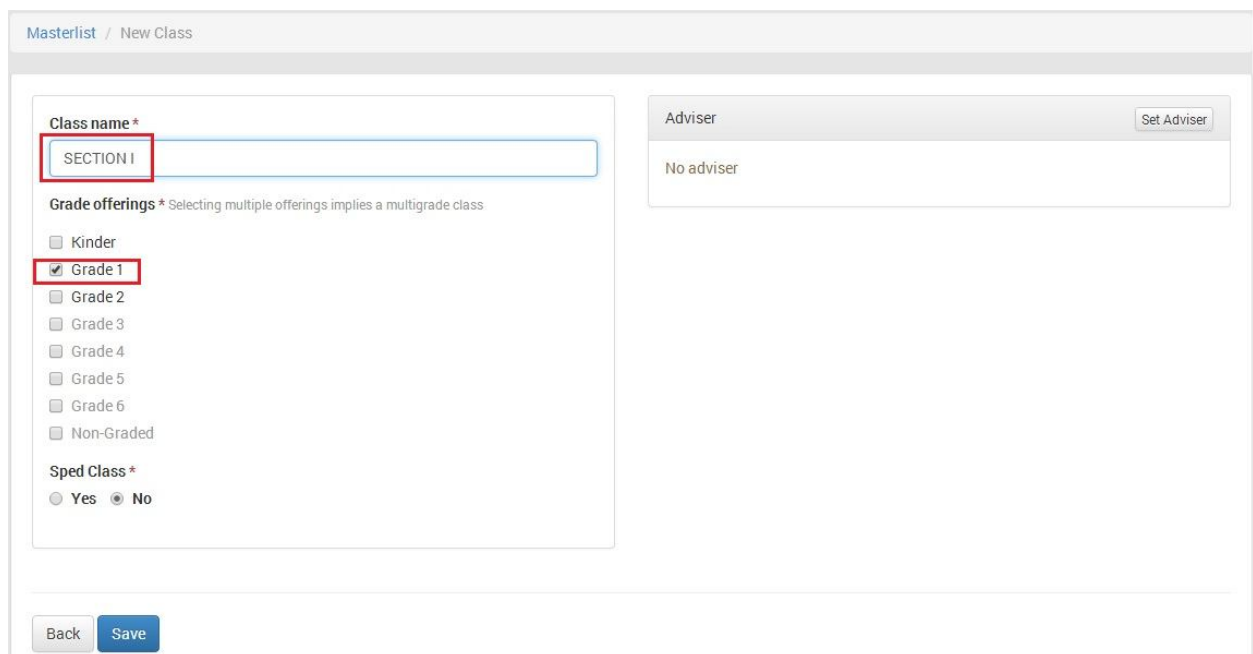 Masterlist / New Class
Class name *
SECTION I
Grade offerings * Selecting multiple offerings implies a multigrade class
Kinder
Grade 1
Grade 2
Grade 3
Grade 4
Grade 5
Grade 6
Non-Graded
Sped Class *
Yes No
Adviser Set Adviser
No adviser
Back Save